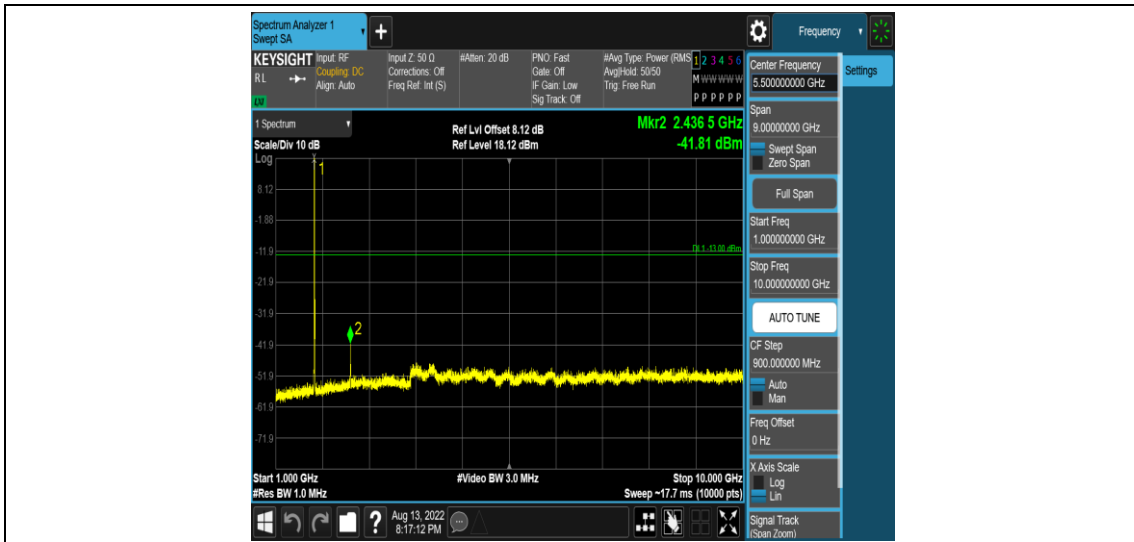 Spectrum Analyzer 1
Swept SA
+
Frequency
KEYSIGHT
RL
LXI
Input: RF
Coupling: DC
Align: Auto
Input Z: 50 Ω
Corrections: Off
Freq Ref: Int (S)
#Atten: 20 dB
PNO: Fast
Gate: Off
IF Gain: Low
Sig Track: Off
#Avg Type: Power (RMS
Avg|Hold: 50/50
Trig: Free Run
1 2 3 4 5 6
M W W W W W
P P P P P P
1 Spectrum
Scale/Div 10 dB
Log
Ref Lvl Offset 8.12 dB
Ref Level 18.12 dBm
Mkr2 2.436 5 GHz
-41.81 dBm
1
8.12
-1.88
-11.9
DL1 -13.00 dBm
-21.9
-31.9
2
-41.9
-51.9
-61.9
-71.9
Start 1.000 GHz
#Res BW 1.0 MHz
#Video BW 3.0 MHz
Stop 10.000 GHz
Sweep ~17.7 ms (10000 pts)
?
Aug 13, 2022
8:17:12 PM
Center Frequency
5.500000000 GHz
Settings
Span
9.00000000 GHz
Swept Span
Zero Span
Full Span
Start Freq
1.000000000 GHz
Stop Freq
10.000000000 GHz
AUTO TUNE
CF Step
900.000000 MHz
Auto
Man
Freq Offset
0 Hz
X Axis Scale
Log
Lin
Signal Track
(Span Zoom)